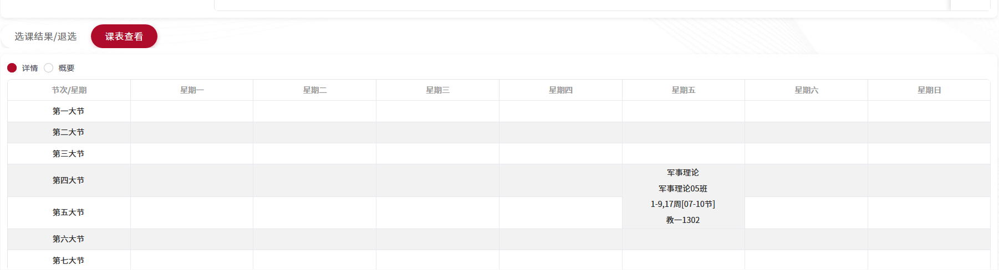 选课结果/退选
课表查看
详情
概要
节次/星期
星期一
星期二
星期三
星期四
星期五
星期六
星期日
第一大节
第二大节
第三大节
第四大节
军事理论
军事理论05班
1-9,17周[07-10节]
教一1302
第五大节
第六大节
第七大节